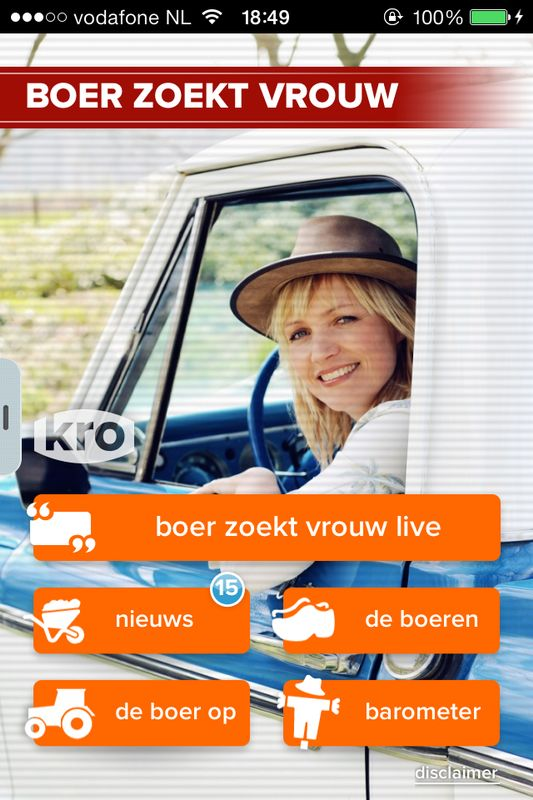 vodafone NL 18:49 100%
BOER ZOEKT VROUW
kro
boer zoekt vrouw live
15
nieuws
de boeren
de boer op
barometer
disclaimer